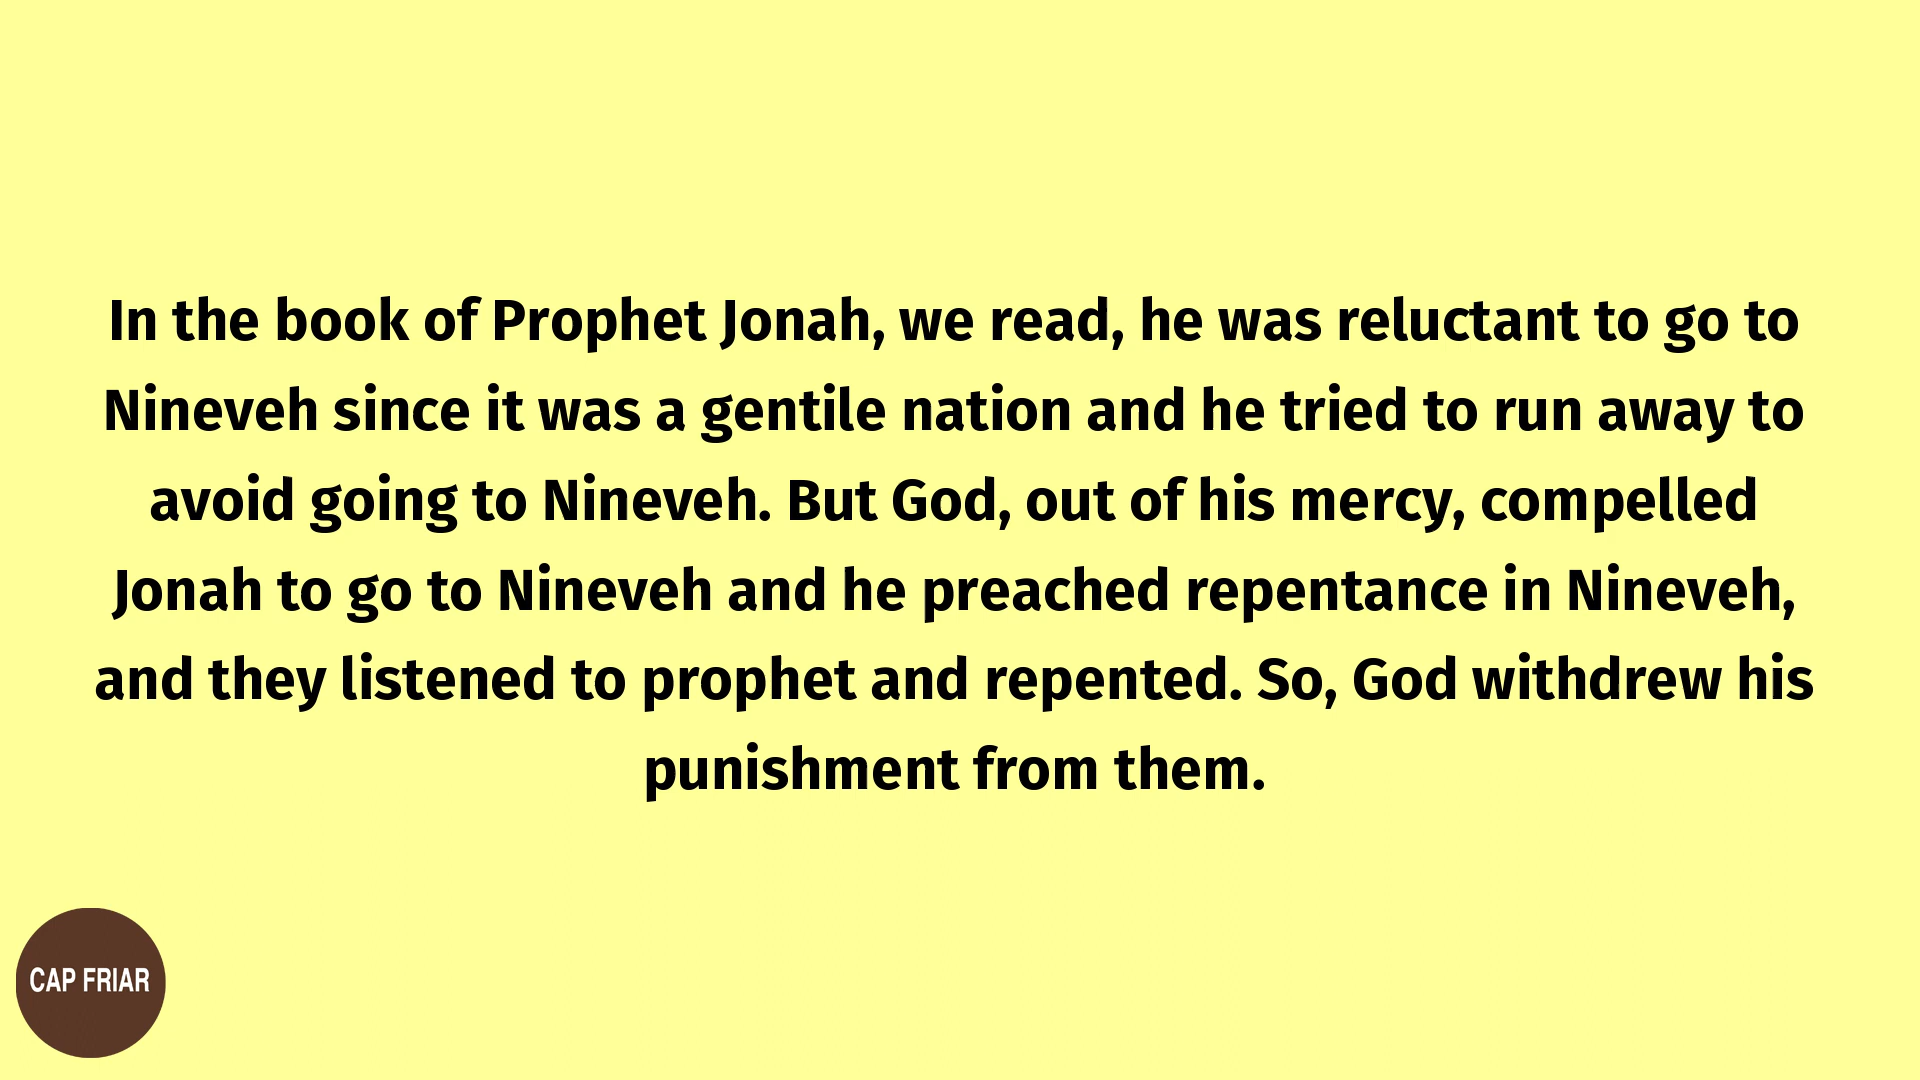 In the book of Prophet Jonah, we read, he was reluctant to go to
Nineveh since it was a gentile nation and he tried to run away to
avoid going to Nineveh. But God, out of his mercy, compelled
Jonah to go to Nineveh and he preached repentance in Nineveh,
and they listened to prophet and repented. So, God withdrew his
punishment from them.
CAP FRIAR